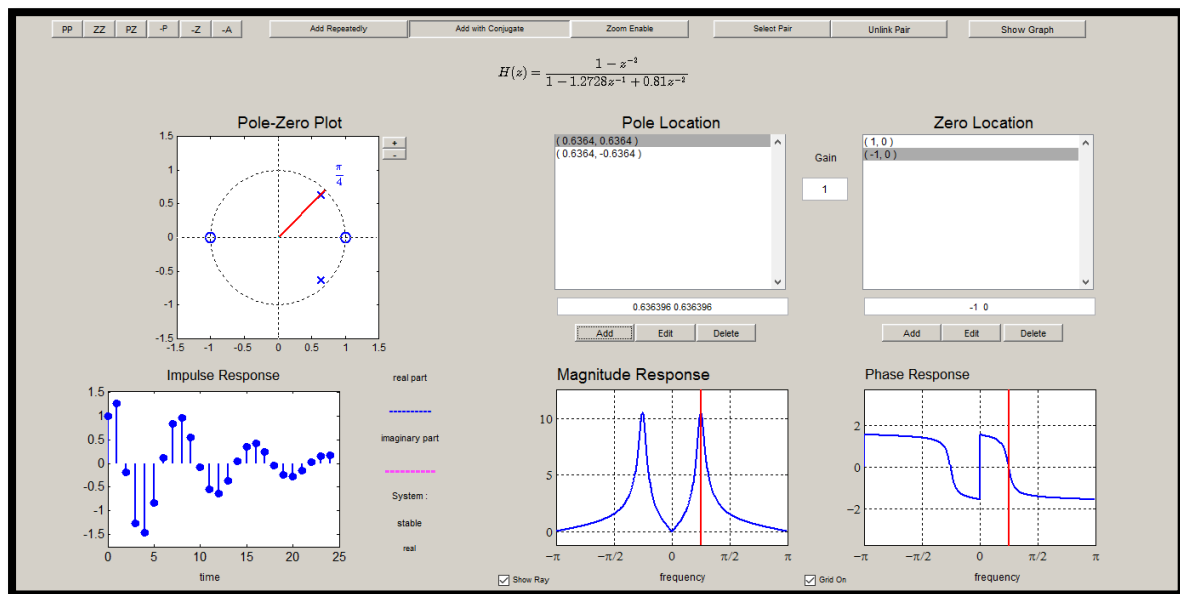 PP ZZ PZ -P -Z -A Add Repeatedly Add with Conjugate Zoom Enable Select Pair Unlink Pair Show Graph
H(z) = \frac{1 - z^{-2}}{1 - 1.2728z^{-1} + 0.81z^{-2}}
Pole-Zero Plot
+
-
π/4
1.5
1
0.5
0
-0.5
-1
-1.5
-1.5 -1 -0.5 0 0.5 1 1.5
Pole Location
( 0.6364, 0.6364 )
( 0.6364, -0.6364 )
0.636396 0.636396
Add Edit Delete
Gain
1
Zero Location
( 1, 0 )
( -1, 0 )
-1 0
Add Edit Delete
Impulse Response
1.5
1
0.5
0
-0.5
-1
-1.5
0 5 10 15 20 25
time
real part
imaginary part
System :
stable
real
Magnitude Response
10
5
0
−π −π/2 0 π/2 π
Show Ray frequency
Phase Response
2
0
−2
−π −π/2 0 π/2 π
Grid On frequency